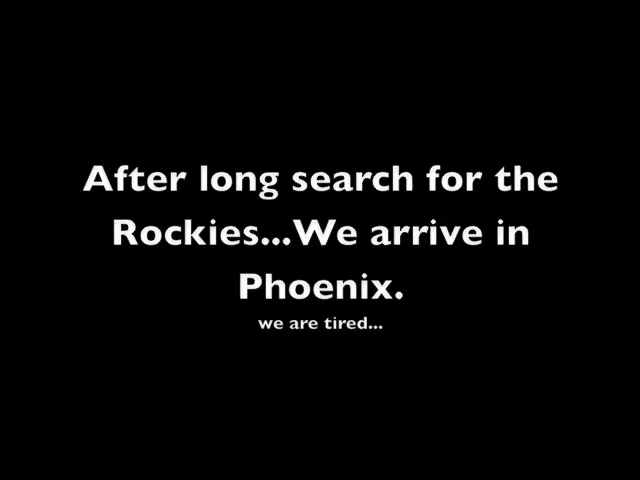 After long search for the
Rockies...We arrive in
Phoenix.
we are tired...